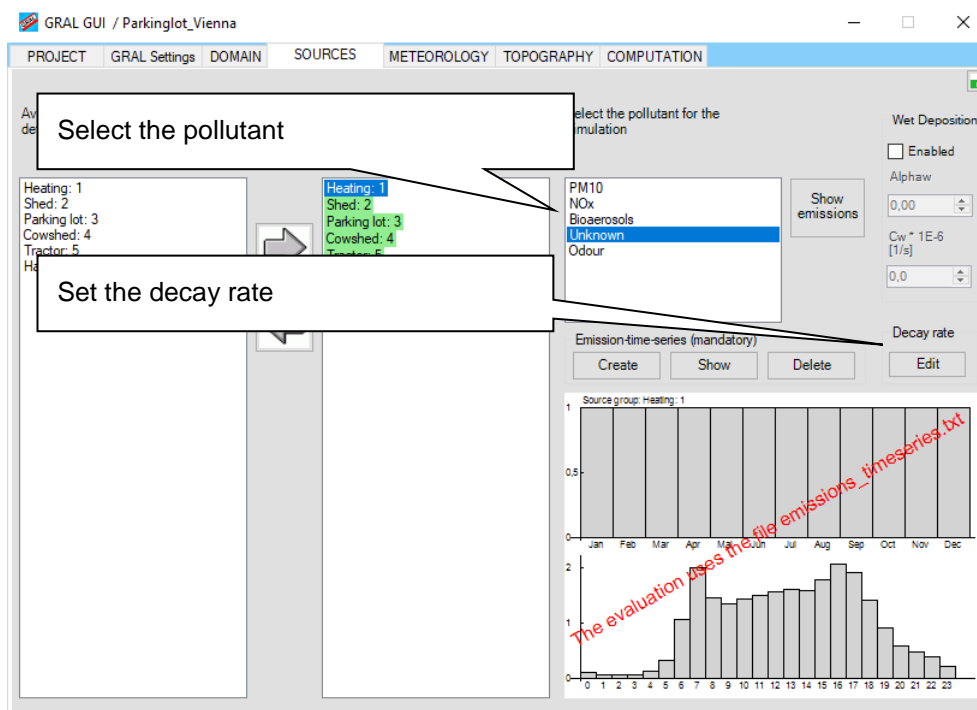 GRAL GUI / Parkinglot_Vienna
PROJECT GRAL Settings DOMAIN SOURCES METEOROLOGY TOPOGRAPHY COMPUTATION
Select the pollutant
elect the pollutant for the
imulation
Heating: 1
Shed: 2
Parking lot: 3
Cowshed: 4
Tractor: 5
Heating: 1
Shed: 2
Parking lot: 3
Cowshed: 4
Tractor: 5
PM10
NOx
Bioaerosols
Unknown
Odour
Show
emissions
Wet Deposition
Enabled
Alphaw
0,00
Cw * 1E-6
[1/s]
0,0
Set the decay rate
Emission-time-series (mandatory)
Create Show Delete
Decay rate
Edit
Source group: Heating: 1
1
0,5
0
Jan Feb Mar Apr Mai Jun Jul Aug Sep Oct Nov Dec
The evaluation uses the file emissions_timeseries.txt
2
1
0
0 1 2 3 4 5 6 7 8 9 10 11 12 13 14 15 16 17 18 19 20 21 22 23